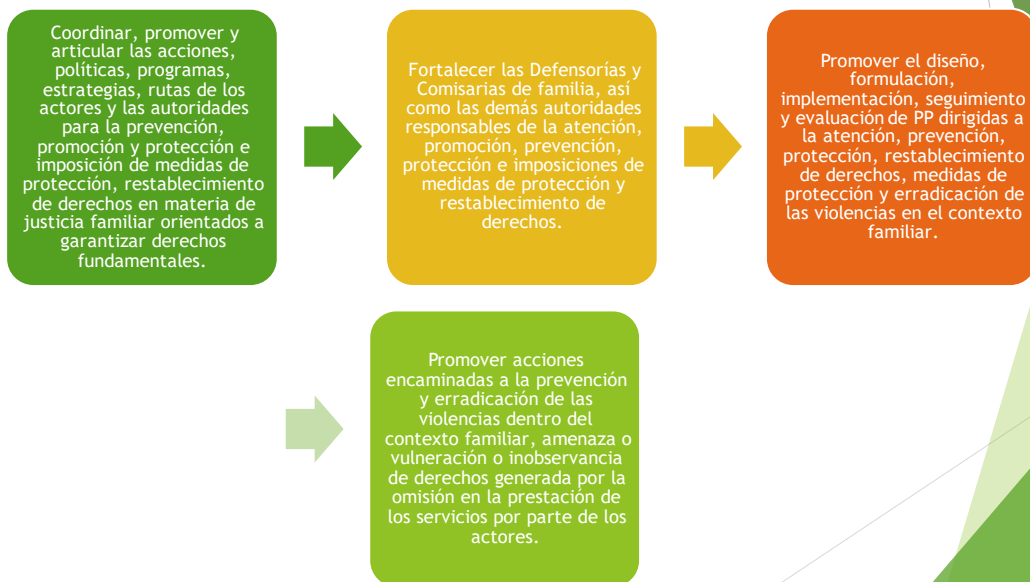 Coordinar, promover y
articular las acciones,
políticas, programas,
estrategias, rutas de los
actores y las autoridades
para la prevención,
promoción y protección e
imposición de medidas de
protección, restablecimiento
de derechos en materia de
justicia familiar orientados a
garantizar derechos
fundamentales.
Fortalecer las Defensorías y
Comisarias de familia, así
como las demás autoridades
responsables de la atención,
promoción, prevención,
protección e imposiciones de
medidas de protección y
restablecimiento de
derechos.
Promover el diseño,
formulación,
implementación, seguimiento
y evaluación de PP dirigidas a
la atención, prevención,
protección, restablecimiento
de derechos, medidas de
protección y erradicación de
las violencias en el contexto
familiar.
Promover acciones
encaminadas a la prevención
y erradicación de las
violencias dentro del
contexto familiar, amenaza o
vulneración o inobservancia
de derechos generada por la
omisión en la prestación de
los servicios por parte de los
actores.